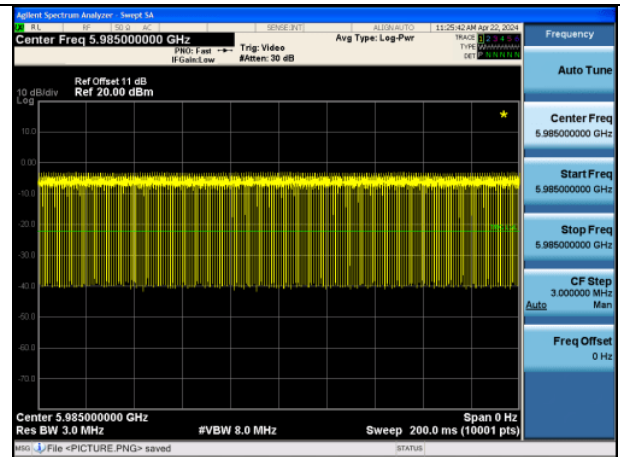 Agilent Spectrum Analyzer - Swept SA
RL RF 50 Ω AC SENSE:INT ALIGN AUTO 11:25:42 AM Apr 22, 2024
Center Freq 5.985000000 GHz
PNO: Fast
IFGain:Low
Trig: Video
#Atten: 30 dB
Avg Type: Log-Pwr
TRACE 1 2 3 4 5 6
TYPE
DET P N N N N N
Ref Offset 11 dB
Ref 20.00 dBm
10 dB/div
Log
10.0
0.00
-10.0
-20.0
-30.0
-40.0
-50.0
-60.0
-70.0
Center 5.985000000 GHz
Span 0 Hz
Res BW 3.0 MHz
#VBW 8.0 MHz
Sweep 200.0 ms (10001 pts)
MSG File <PICTURE.PNG> saved
STATUS
Frequency
Auto Tune
Center Freq
5.985000000 GHz
Start Freq
5.985000000 GHz
Stop Freq
5.985000000 GHz
CF Step
3.000000 MHz
Auto Man
Freq Offset
0 Hz